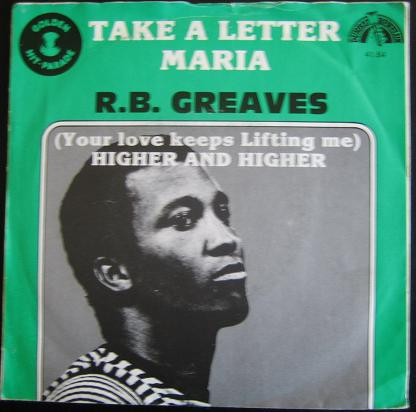 GOLDEN
HIT-PARADE
TAKE A LETTER
MARIA
R.B. GREAVES
(Your love keeps Lifting me)
HIGHER AND HIGHER